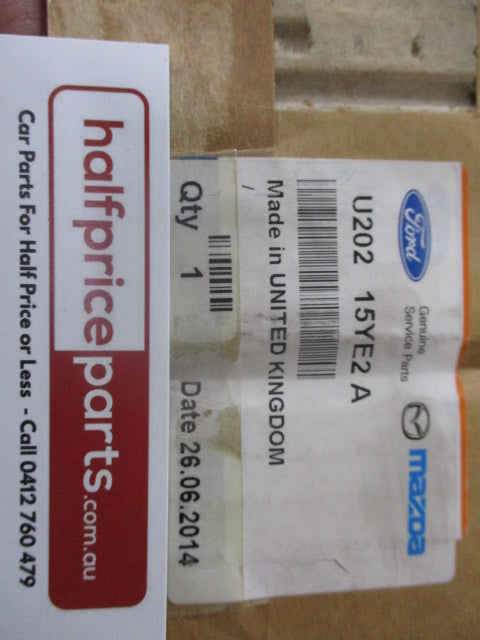 Ford
Genuine
Service Parts
mazda
U202 15YE2 A
Made in UNITED KINGDOM
/
Qty 1 Date 26.06.2014
halfpriceparts.com.au
Car Parts For Half Price or Less - Call 0412 760 479